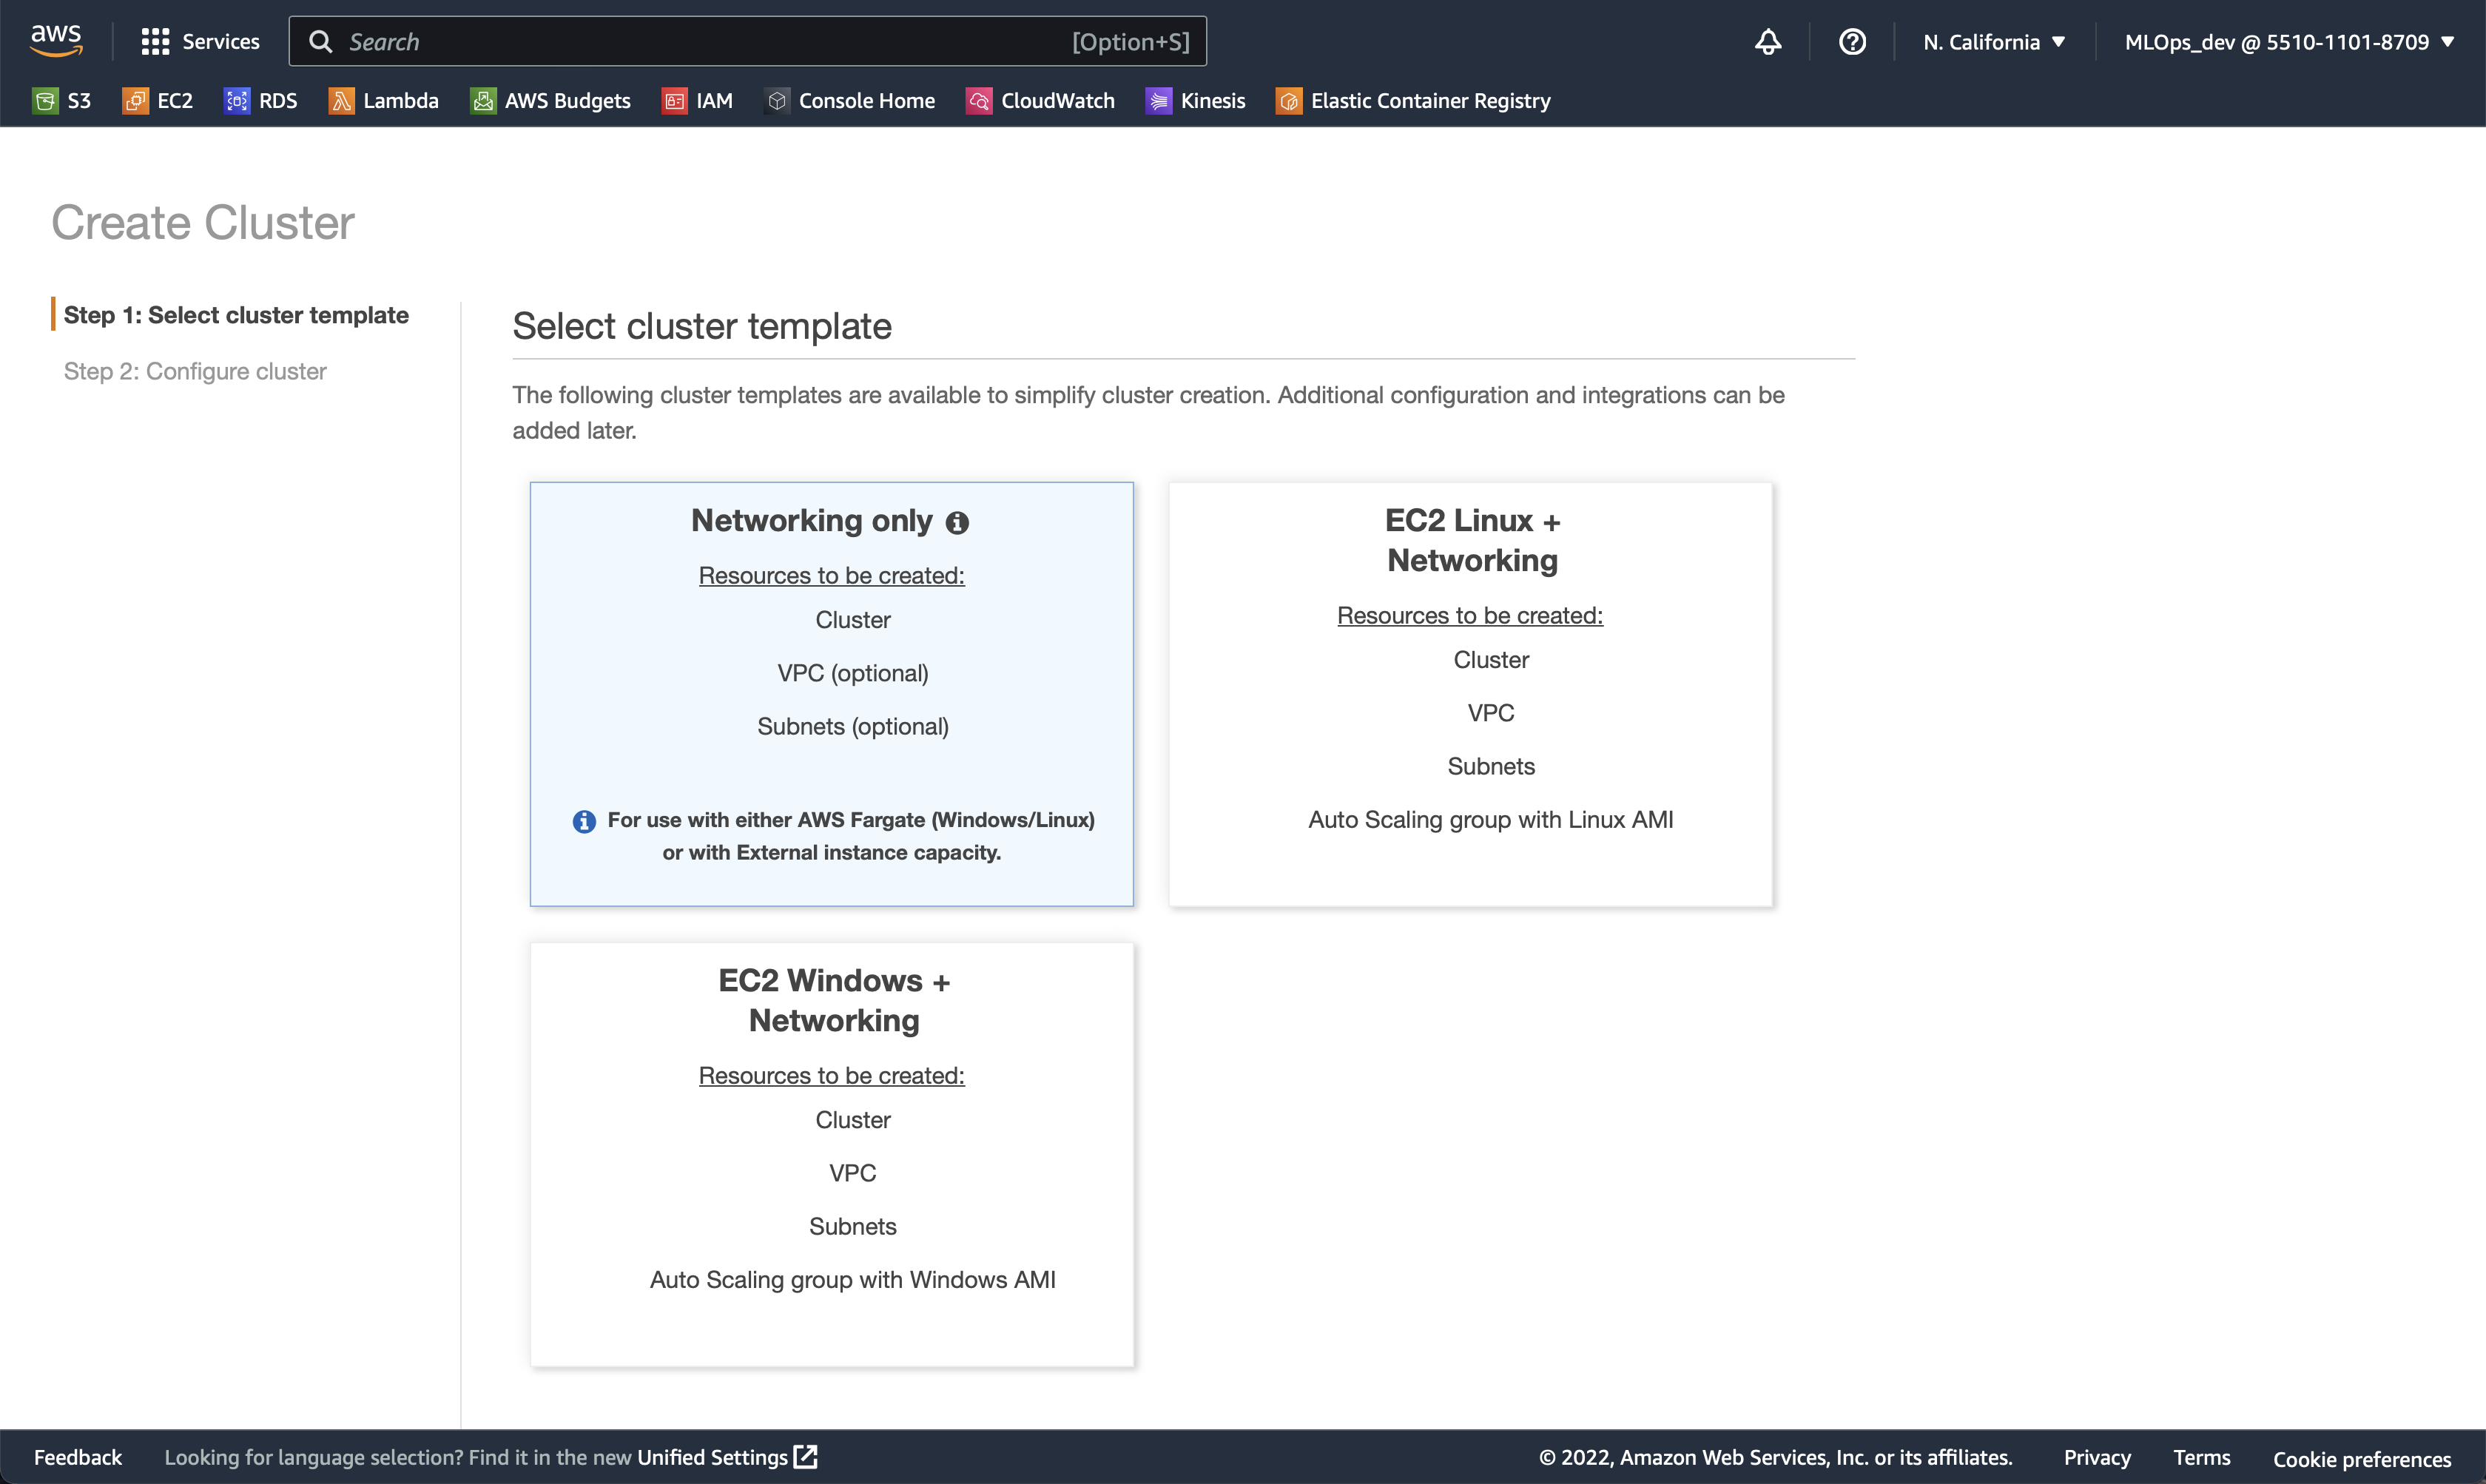 aws
Services
Search
[Option+S]
N. California
MLOps_dev @ 5510-1101-8709
S3
EC2
RDS
Lambda
AWS Budgets
IAM
Console Home
CloudWatch
Kinesis
Elastic Container Registry
Create Cluster
Step 1: Select cluster template
Step 2: Configure cluster
Select cluster template
The following cluster templates are available to simplify cluster creation. Additional configuration and integrations can be
added later.
Networking only
Resources to be created:
Cluster
VPC (optional)
Subnets (optional)
For use with either AWS Fargate (Windows/Linux)
or with External instance capacity.
EC2 Linux +
Networking
Resources to be created:
Cluster
VPC
Subnets
Auto Scaling group with Linux AMI
EC2 Windows +
Networking
Resources to be created:
Cluster
VPC
Subnets
Auto Scaling group with Windows AMI
Feedback
Looking for language selection? Find it in the new Unified Settings
© 2022, Amazon Web Services, Inc. or its affiliates.
Privacy
Terms
Cookie preferences